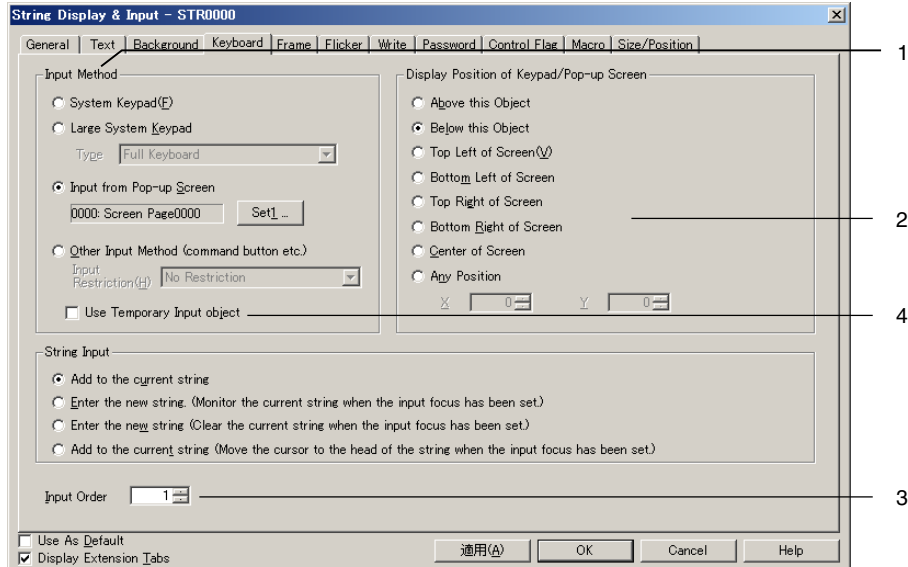 String Display & Input - STR0000
General Text Background Keyboard Frame Flicker Write Password Control Flag Macro Size/Position
1
Input Method
System Keypad(F)
Large System Keypad
Type Full Keyboard
Input from Pop-up Screen
0000: Screen Page0000 Set1 ...
Other Input Method (command button etc.)
Input Restriction(H) No Restriction
Use Temporary Input object
Display Position of Keypad/Pop-up Screen
Above this Object
Below this Object
Top Left of Screen(V)
Bottom Left of Screen
Top Right of Screen
Bottom Right of Screen
Center of Screen
Any Position
X 0 Y 0
2
4
String Input
Add to the current string
Enter the new string. (Monitor the current string when the input focus has been set.)
Enter the new string (Clear the current string when the input focus has been set.)
Add to the current string (Move the cursor to the head of the string when the input focus has been set.)
Input Order 1
3
Use As Default
Display Extension Tabs
適用(A) OK Cancel Help